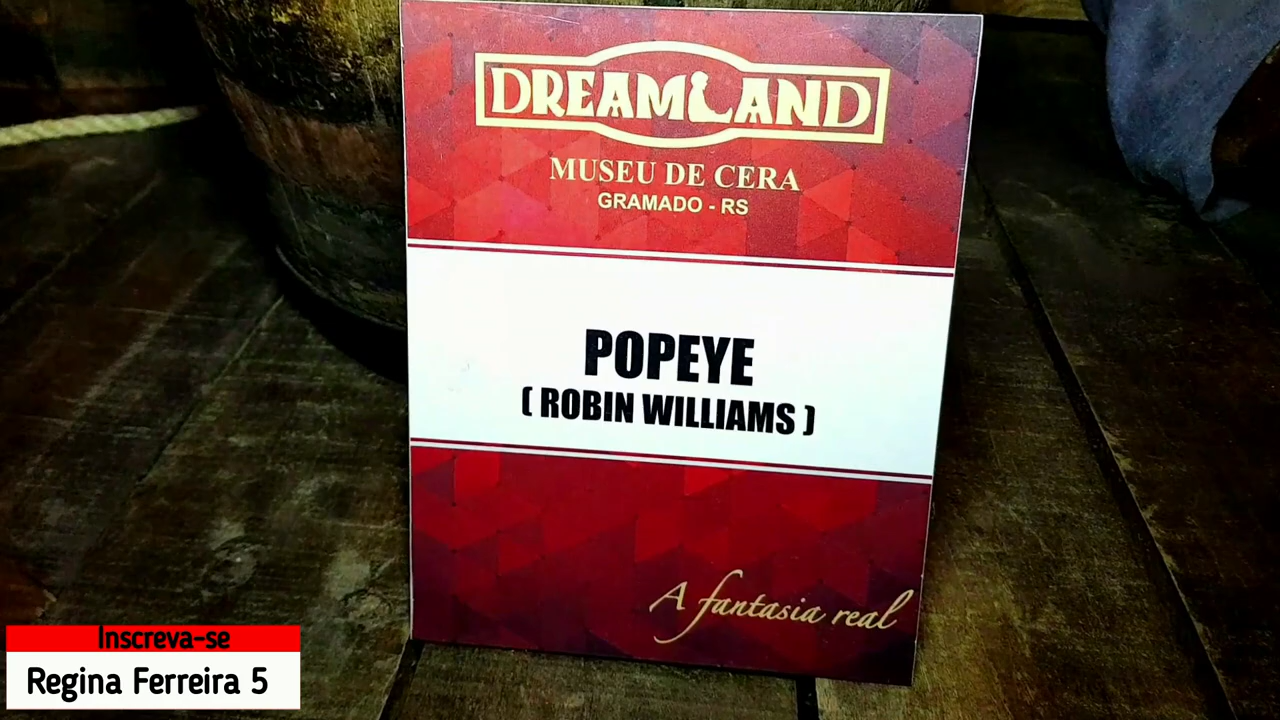 DREAMLAND
MUSEU DE CERA
GRAMADO - RS
POPEYE
( ROBIN WILLIAMS )
A fantasia real
Inscreva-se
Regina Ferreira 5